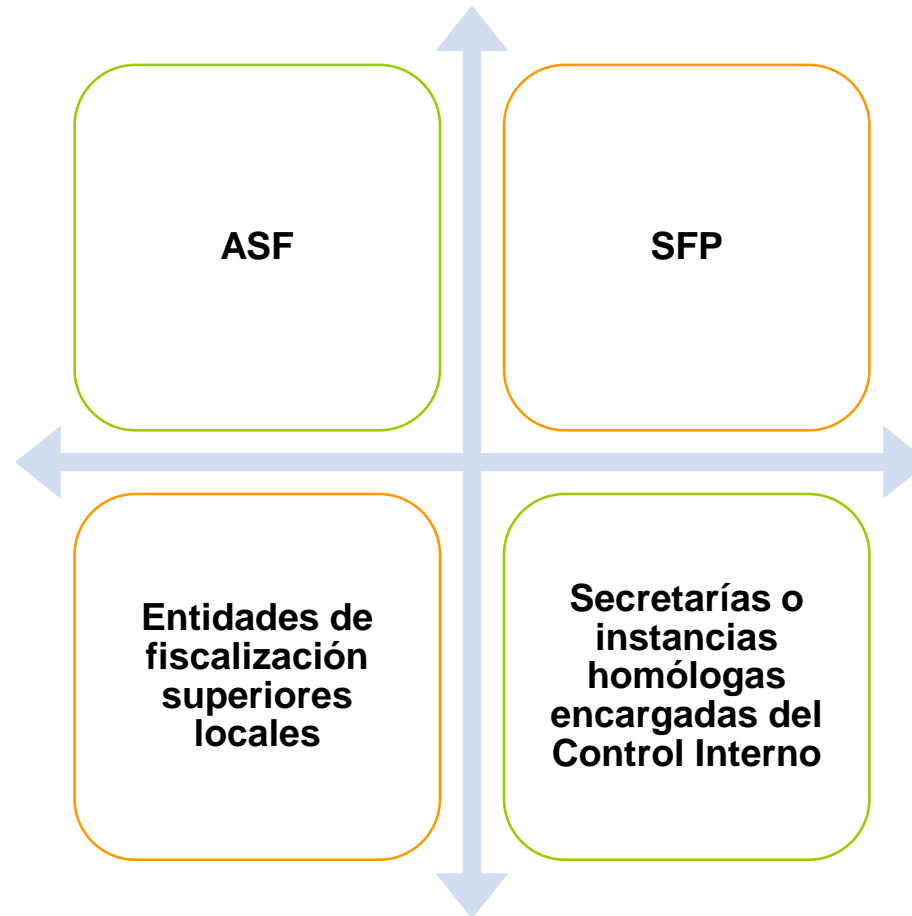 ASF
SFP
Entidades de
fiscalización
superiores
locales
Secretarías o
instancias
homólogas
encargadas del
Control Interno